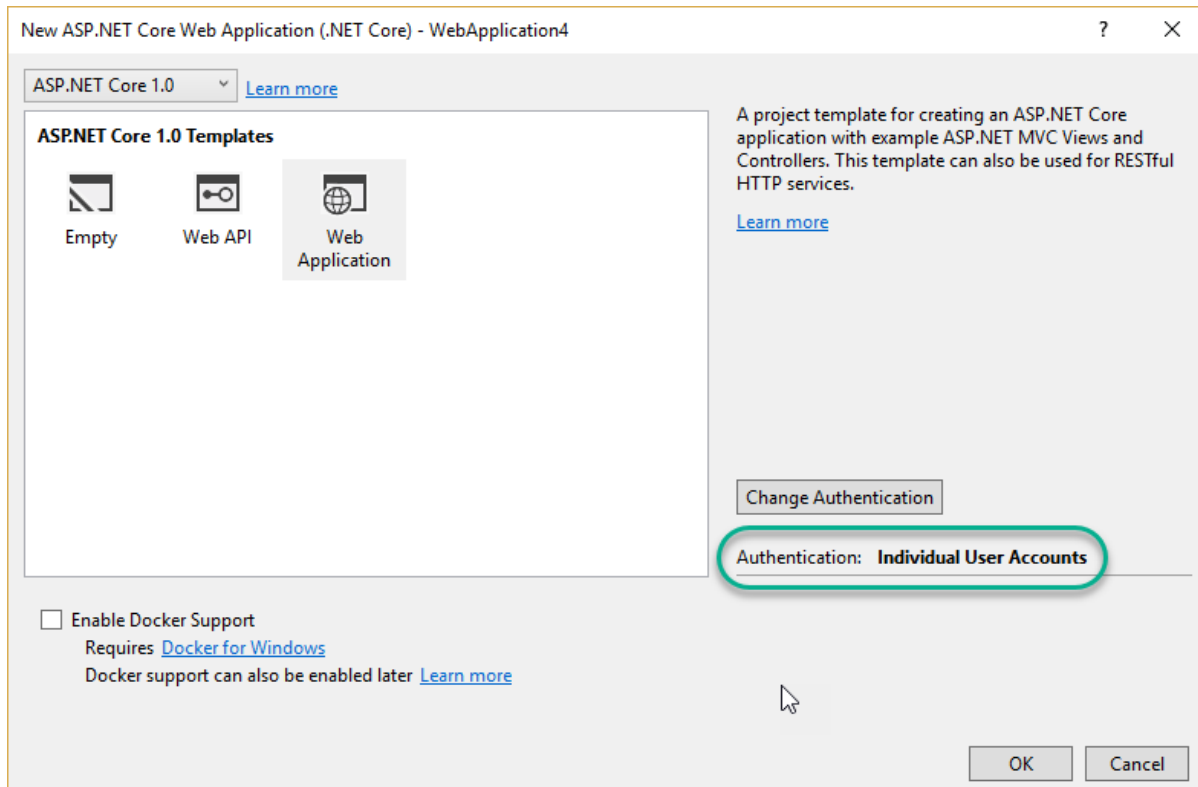 New ASP.NET Core Web Application (.NET Core) - WebApplication4
ASP.NET Core 1.0 Learn more
ASP.NET Core 1.0 Templates
Empty
Web API
Web
Application
A project template for creating an ASP.NET Core
application with example ASP.NET MVC Views and
Controllers. This template can also be used for RESTful
HTTP services.
Learn more
Change Authentication
Authentication: Individual User Accounts
Enable Docker Support
Requires Docker for Windows
Docker support can also be enabled later Learn more
OK
Cancel